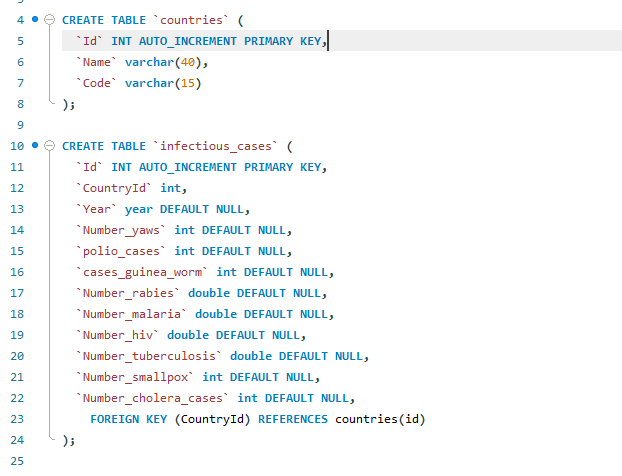 4 CREATE TABLE `countries` (
5 `Id` INT AUTO_INCREMENT PRIMARY KEY,
6 `Name` varchar(40),
7 `Code` varchar(15)
8 );
9
10 CREATE TABLE `infectious_cases` (
11 `Id` INT AUTO_INCREMENT PRIMARY KEY,
12 `CountryId` int,
13 `Year` year DEFAULT NULL,
14 `Number_yaws` int DEFAULT NULL,
15 `polio_cases` int DEFAULT NULL,
16 `cases_guinea_worm` int DEFAULT NULL,
17 `Number_rabies` double DEFAULT NULL,
18 `Number_malaria` double DEFAULT NULL,
19 `Number_hiv` double DEFAULT NULL,
20 `Number_tuberculosis` double DEFAULT NULL,
21 `Number_smallpox` int DEFAULT NULL,
22 `Number_cholera_cases` int DEFAULT NULL,
23 FOREIGN KEY (CountryId) REFERENCES countries(id)
24 );
25